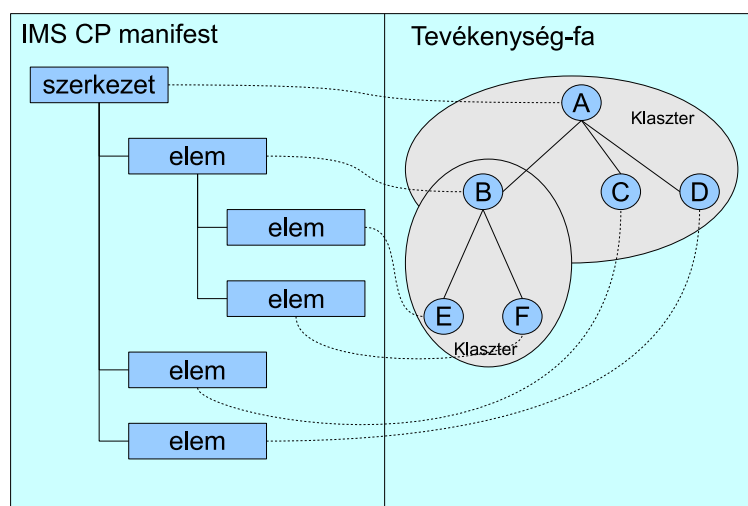 IMS CP manifest
szerkezet
elem
elem
elem
elem
elem
Tevékenység-fa
A
Klaszter
B
C
D
E
F
Klaszter